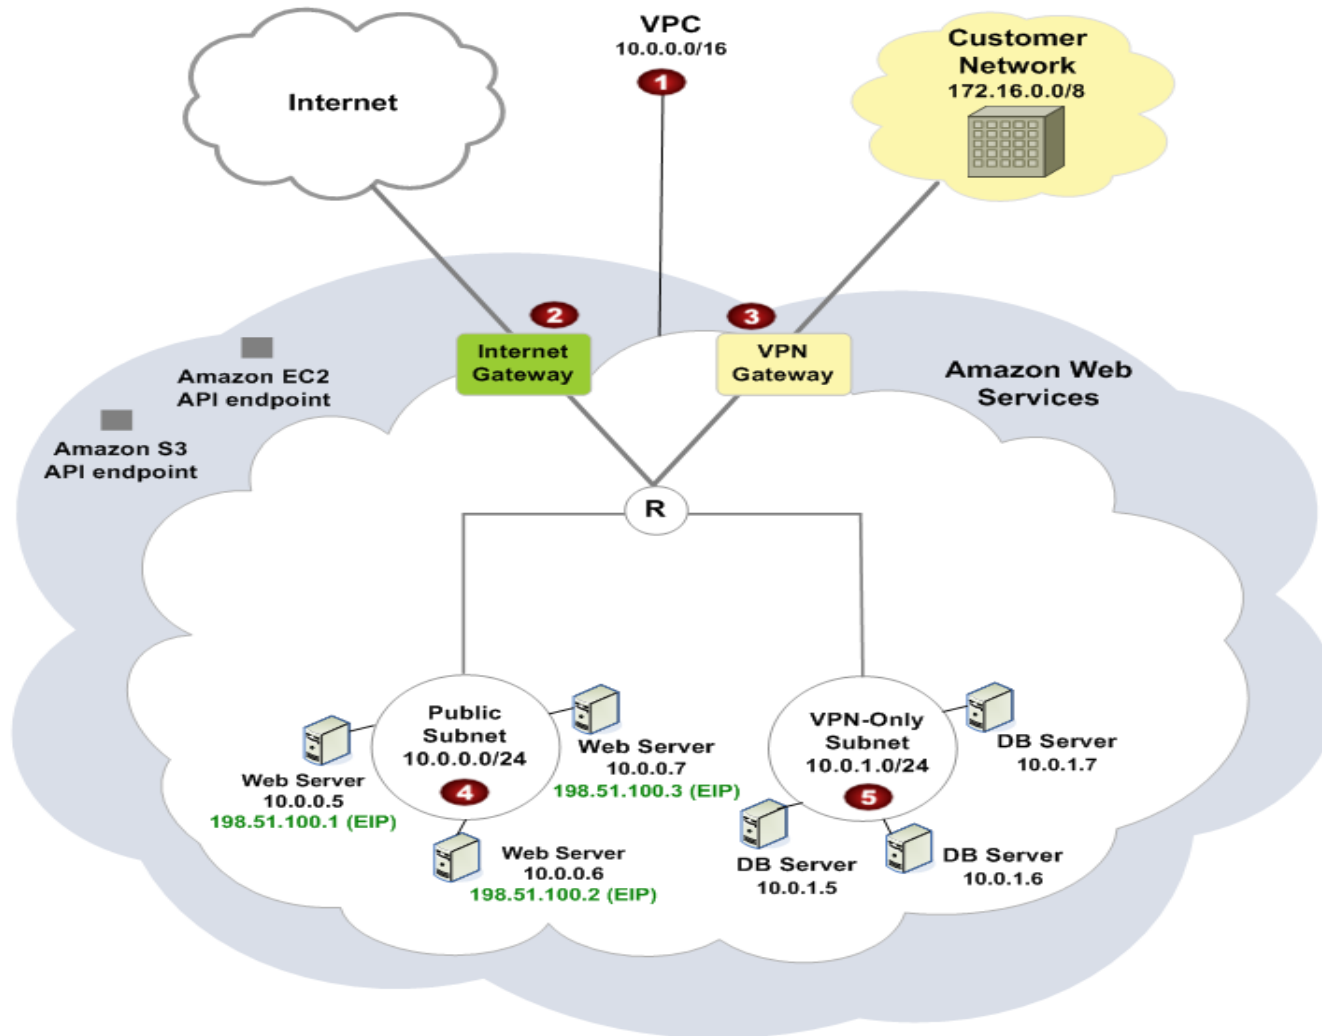 VPC
10.0.0.0/16
1
Internet
Customer
Network
172.16.0.0/8
2
3
Internet
Gateway
VPN
Gateway
Amazon EC2
API endpoint
Amazon S3
API endpoint
Amazon Web
Services
R
Public
Subnet
10.0.0.0/24
4
Web Server
10.0.0.5
198.51.100.1 (EIP)
Web Server
10.0.0.7
198.51.100.3 (EIP)
Web Server
10.0.0.6
198.51.100.2 (EIP)
VPN-Only
Subnet
10.0.1.0/24
5
DB Server
10.0.1.7
DB Server
10.0.1.5
DB Server
10.0.1.6